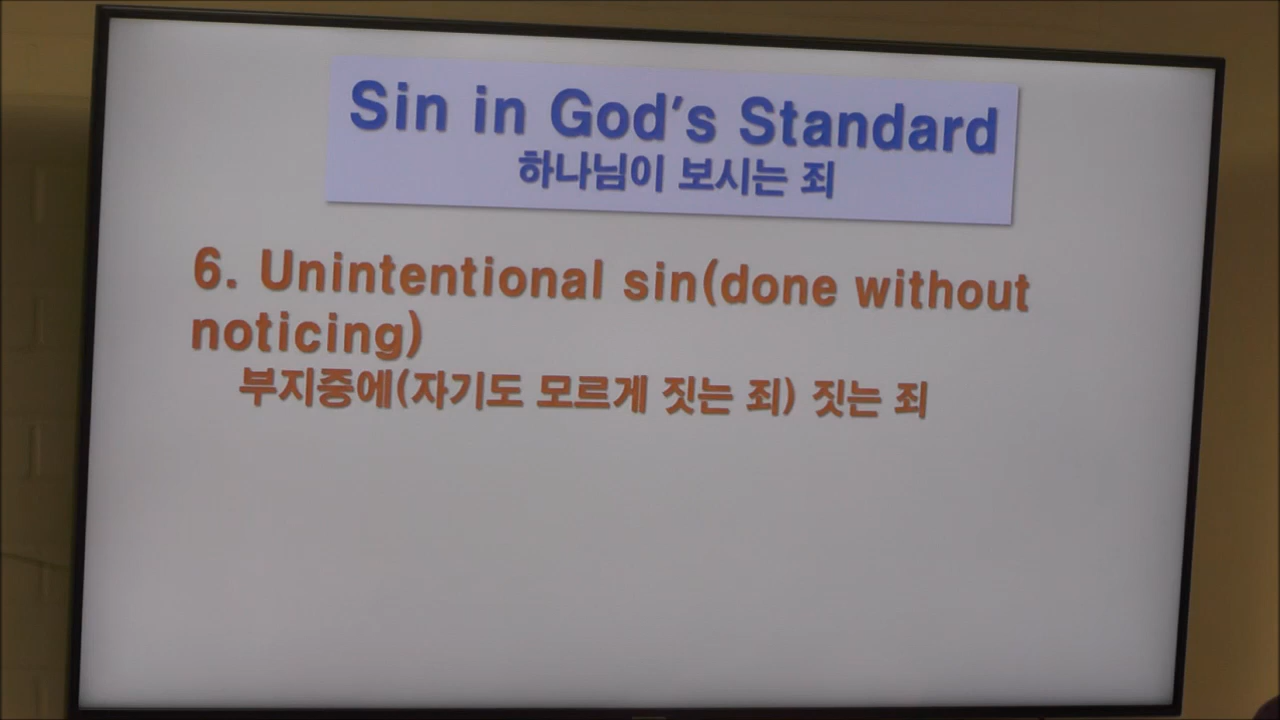 Sin in God's Standard
하나님이 보시는 죄
6. Unintentional sin(done without
noticing)
부지중에(자기도 모르게 짓는 죄) 짓는 죄